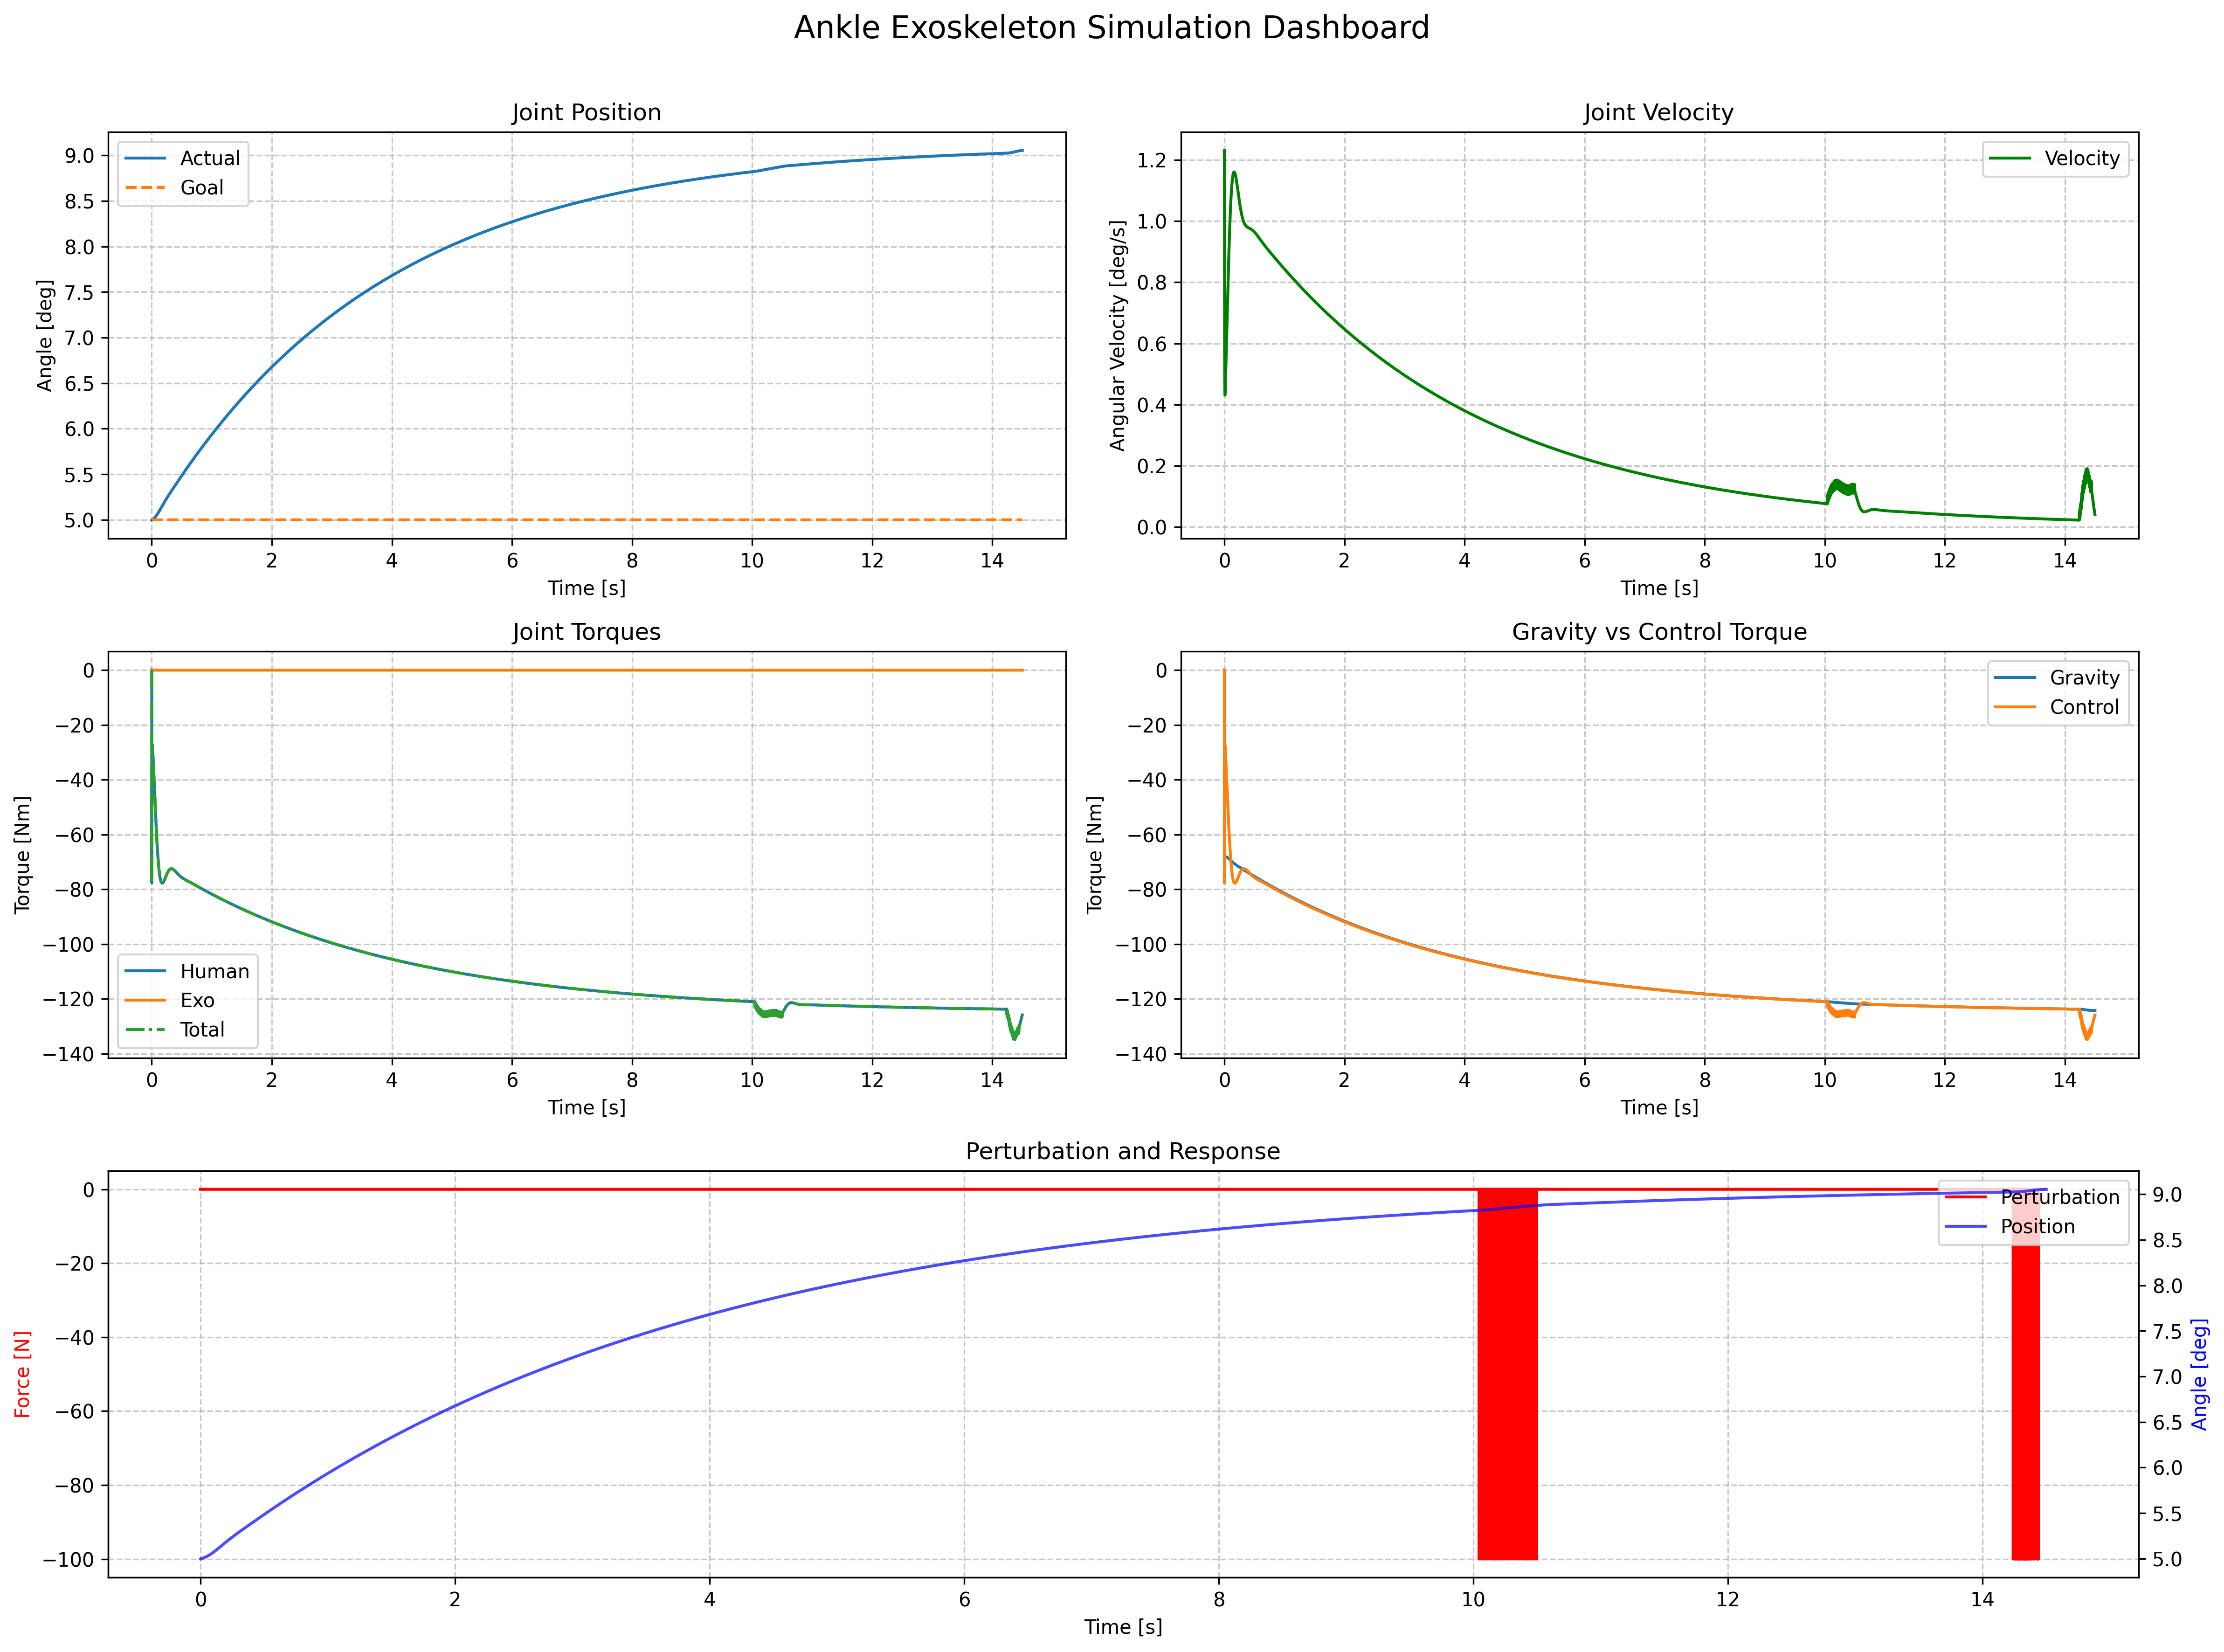 Ankle Exoskeleton Simulation Dashboard
Joint Position
Angle [deg]
9.0
8.5
8.0
7.5
7.0
6.5
6.0
5.5
5.0
Actual
Goal
0 2 4 6 8 10 12 14
Time [s]
Joint Velocity
Angular Velocity [deg/s]
1.2
1.0
0.8
0.6
0.4
0.2
0.0
Velocity
0 2 4 6 8 10 12 14
Time [s]
Joint Torques
Torque [Nm]
0
−20
−40
−60
−80
−100
−120
−140
Human
Exo
Total
0 2 4 6 8 10 12 14
Time [s]
Gravity vs Control Torque
Torque [Nm]
0
−20
−40
−60
−80
−100
−120
−140
Gravity
Control
0 2 4 6 8 10 12 14
Time [s]
Perturbation and Response
Force [N]
0
−20
−40
−60
−80
−100
Perturbation
Position
9.0
8.5
8.0
7.5
7.0
6.5
6.0
5.5
5.0
Angle [deg]
0 2 4 6 8 10 12 14
Time [s]